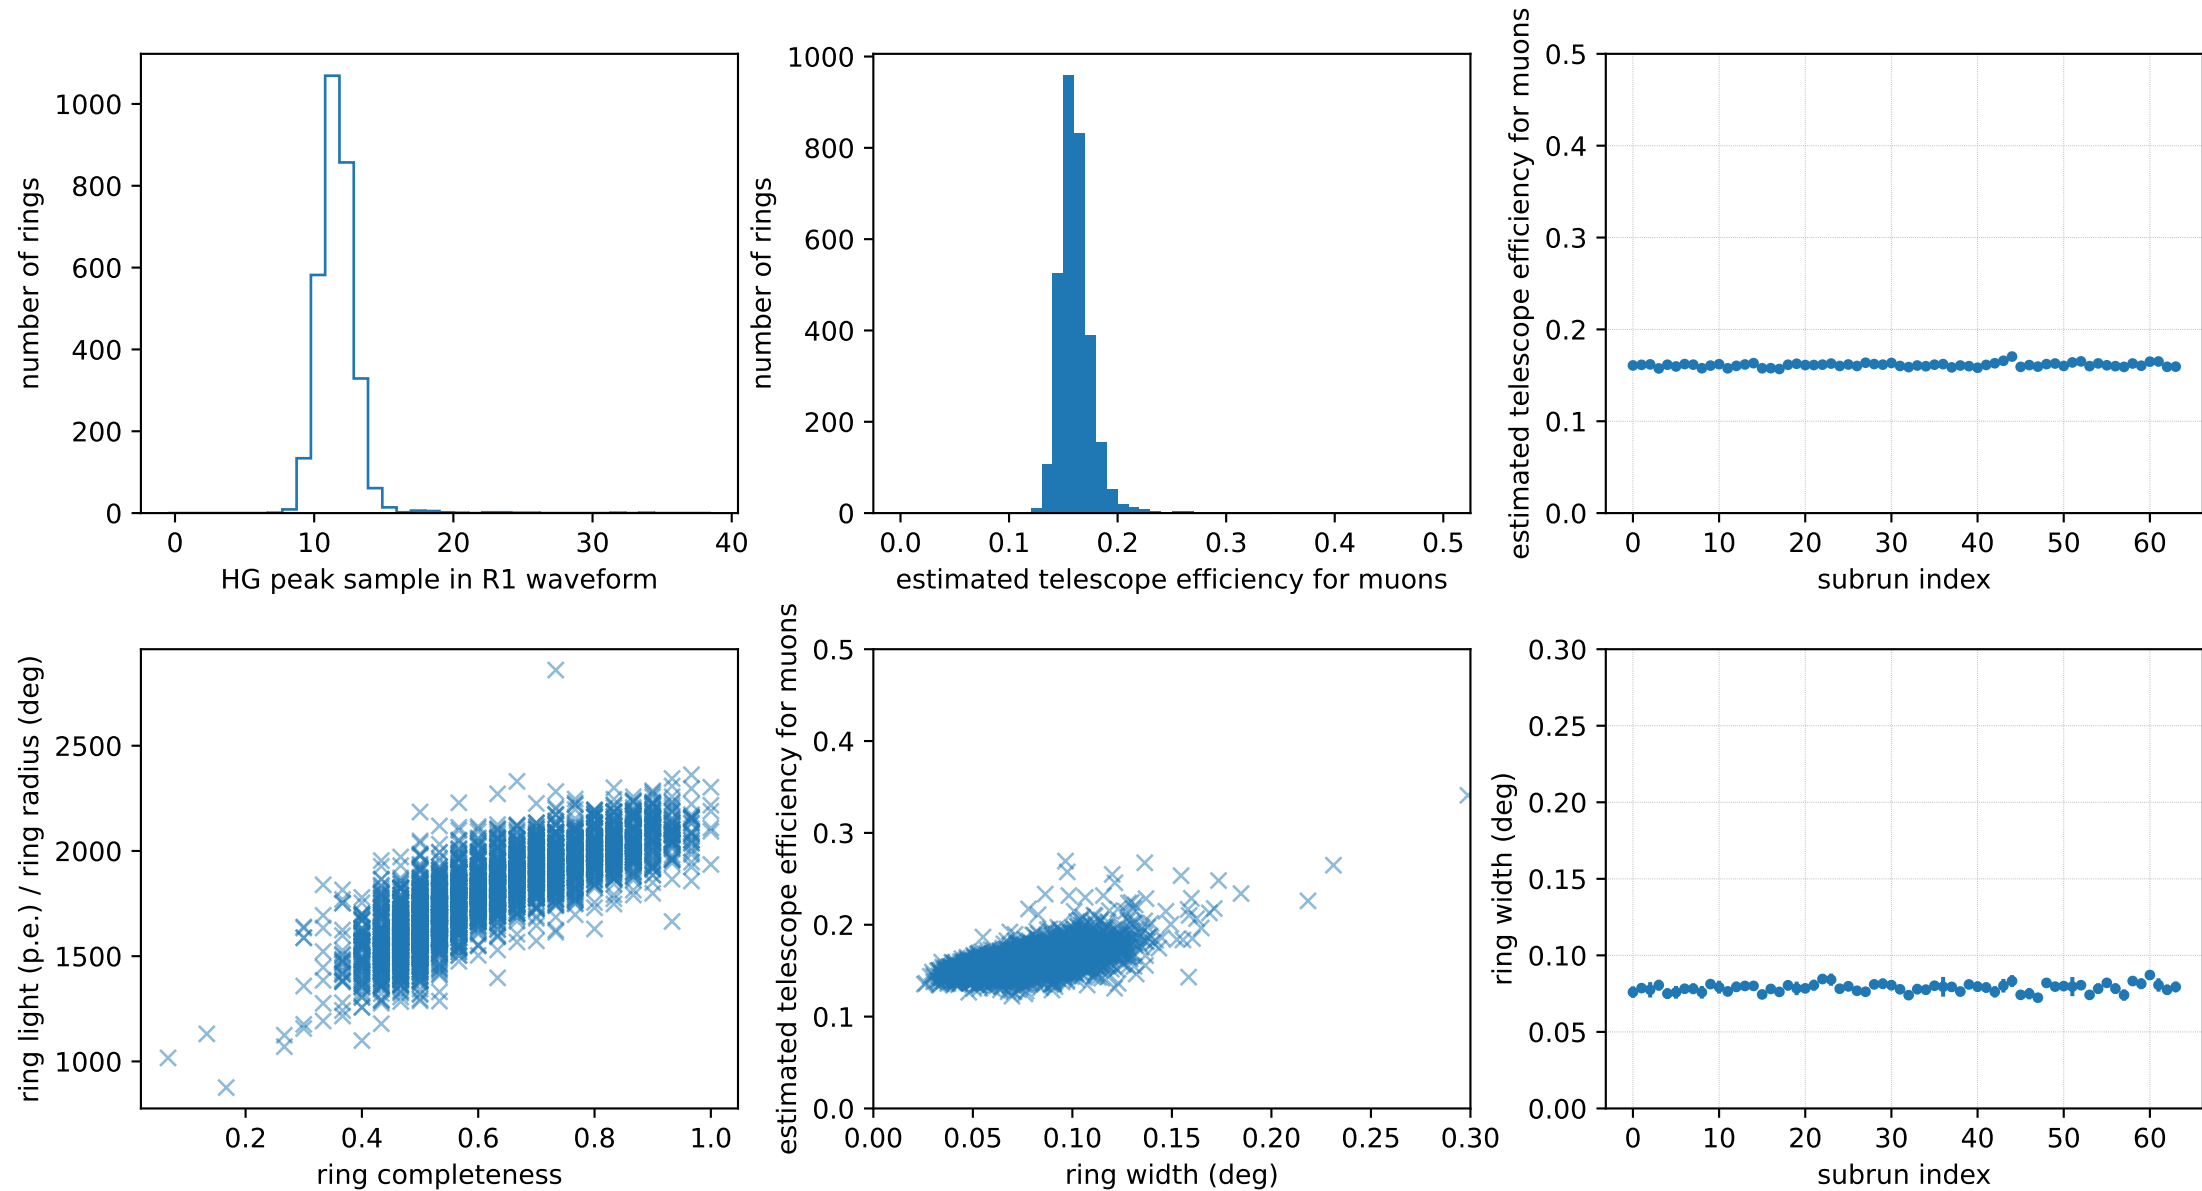 number of rings
1000
800
600
400
200
0
0 10 20 30 40
HG peak sample in R1 waveform
number of rings
1000
800
600
400
200
0
0.0 0.1 0.2 0.3 0.4 0.5
estimated telescope efficiency for muons
estimated telescope efficiency for muons
0.5
0.4
0.3
0.2
0.1
0.0
0 10 20 30 40 50 60
subrun index
ring light (p.e.) / ring radius (deg)
2500
2000
1500
1000
0.2 0.4 0.6 0.8 1.0
ring completeness
estimated telescope efficiency for muons
0.5
0.4
0.3
0.2
0.1
0.0
0.00 0.05 0.10 0.15 0.20 0.25 0.30
ring width (deg)
ring width (deg)
0.30
0.25
0.20
0.15
0.10
0.05
0.00
0 10 20 30 40 50 60
subrun index